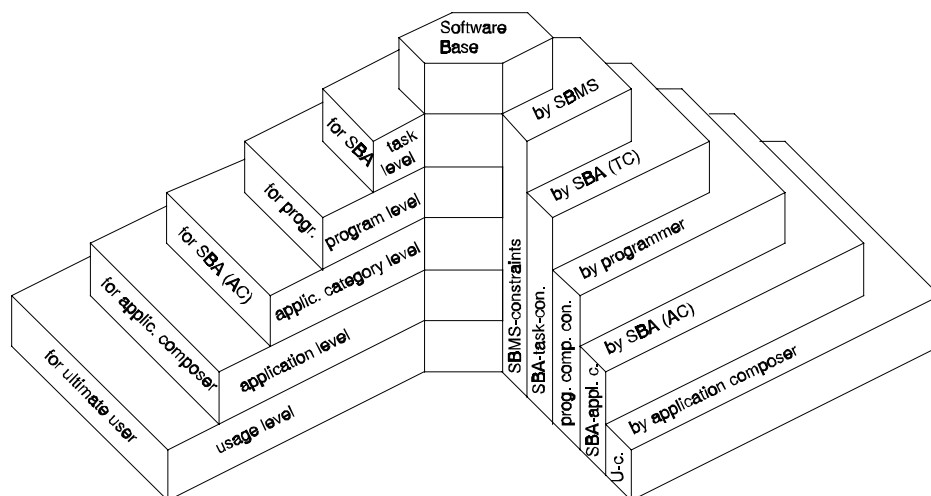 Software
Base
for SBA
task
level
by SBMS
for progr.
program level
by SBA (TC)
for SBA (AC)
applic. category level
by programmer
for applic. composer
application level
by SBA (AC)
for ultimate user
usage level
by application composer
SBMS-constraints
SBA-task-con.
prog. comp. con.
SBA-appl. c.
U-c.